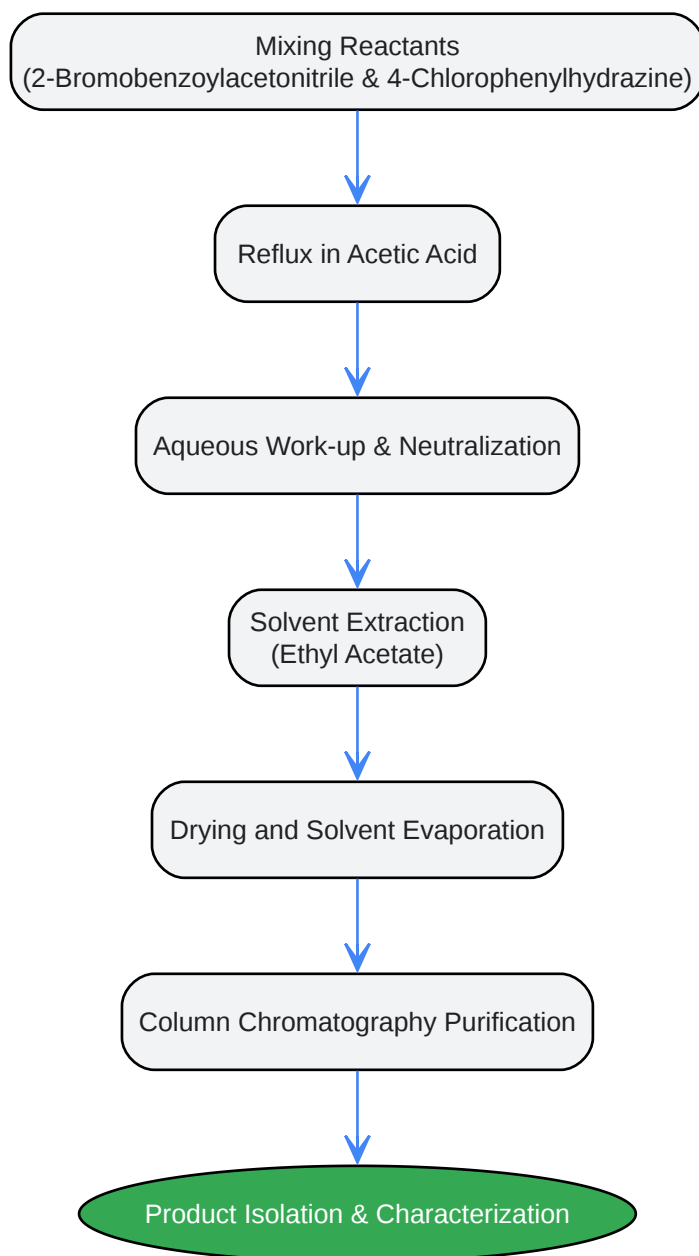 Mixing Reactants
(2-Bromobenzoylacetonitrile & 4-Chlorophenylhydrazine)
Reflux in Acetic Acid
Aqueous Work-up & Neutralization
Solvent Extraction
(Ethyl Acetate)
Drying and Solvent Evaporation
Column Chromatography Purification
Product Isolation & Characterization